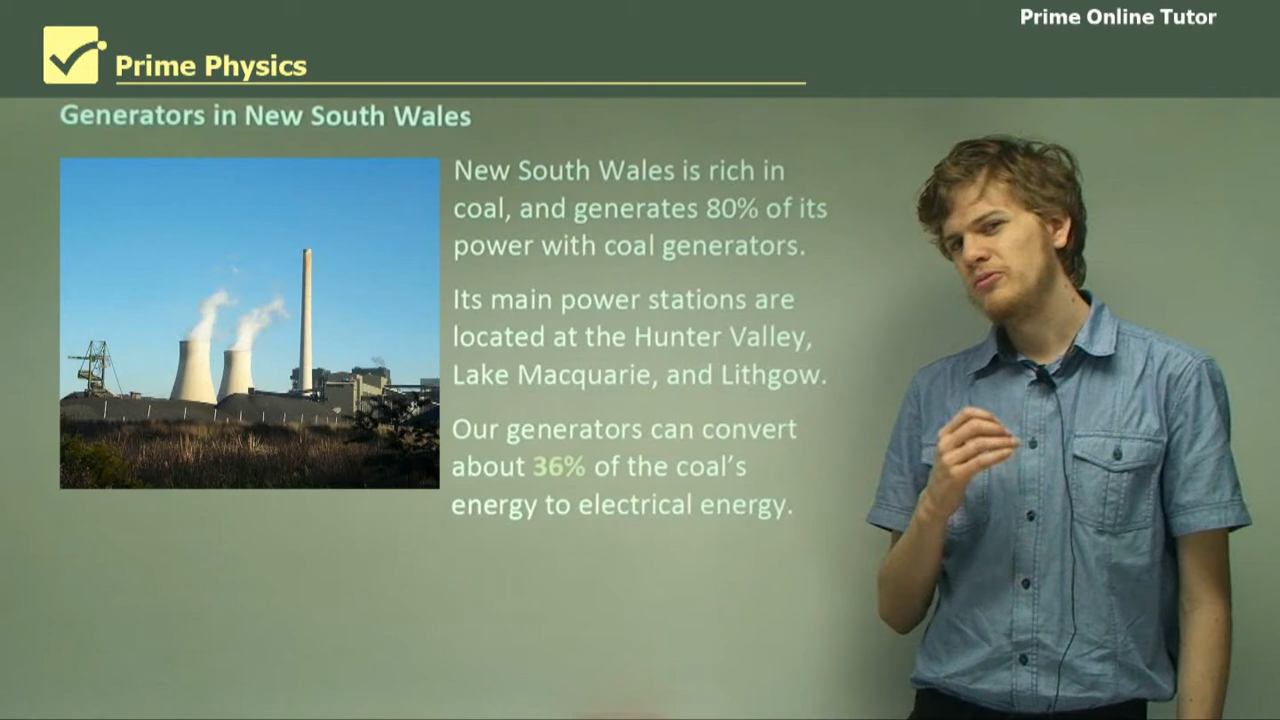 Prime Online Tutor
Prime Physics
Generators in New South Wales
New South Wales is rich in
coal, and generates 80% of its
power with coal generators.
Its main power stations are
located at the Hunter Valley,
Lake Macquarie, and Lithgow.
Our generators can convert
about 36% of the coal’s
energy to electrical energy.